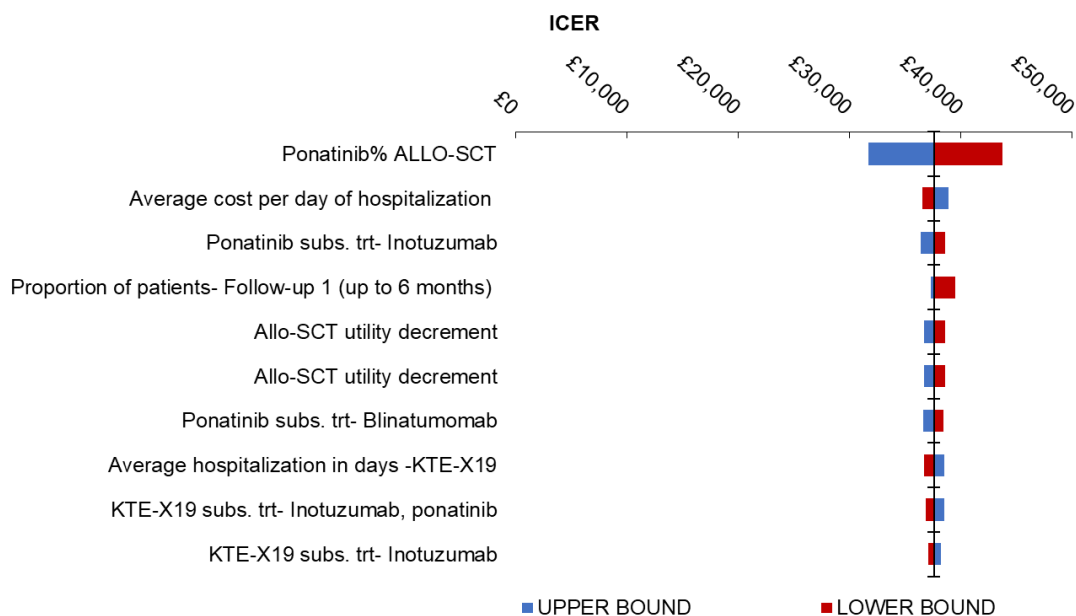 ICER
£0
£10,000
£20,000
£30,000
£40,000
£50,000
Ponatinib% ALLO-SCT
Average cost per day of hospitalization
Ponatinib subs. trt- Inotuzumab
Proportion of patients- Follow-up 1 (up to 6 months)
Allo-SCT utility decrement
Allo-SCT utility decrement
Ponatinib subs. trt- Blinatumomab
Average hospitalization in days -KTE-X19
KTE-X19 subs. trt- Inotuzumab, ponatinib
KTE-X19 subs. trt- Inotuzumab
UPPER BOUND
LOWER BOUND